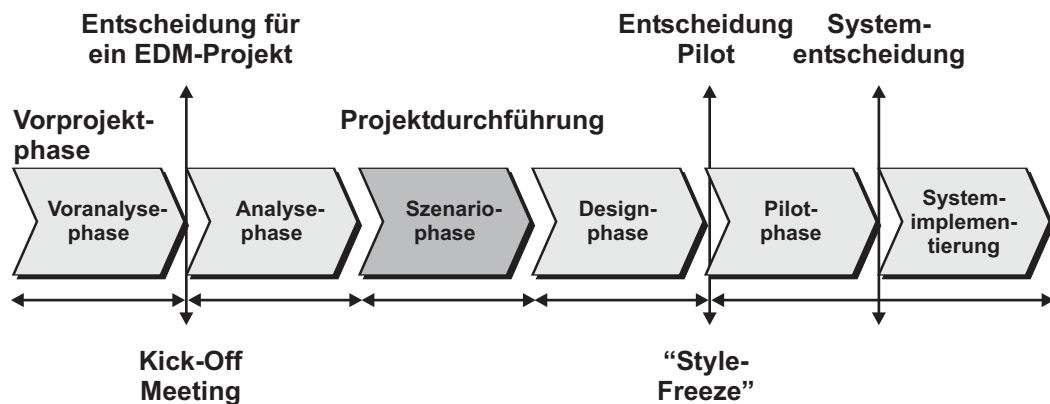 Entscheidung für
ein EDM-Projekt
Entscheidung
Pilot
System-
entscheidung
Vorprojekt-
phase
Projektdurchführung
Voranalyse-
phase
Analyse-
phase
Szenario-
phase
Design-
phase
Pilot-
phase
System-
implemen-
tierung
Kick-Off
Meeting
“Style-
Freeze”